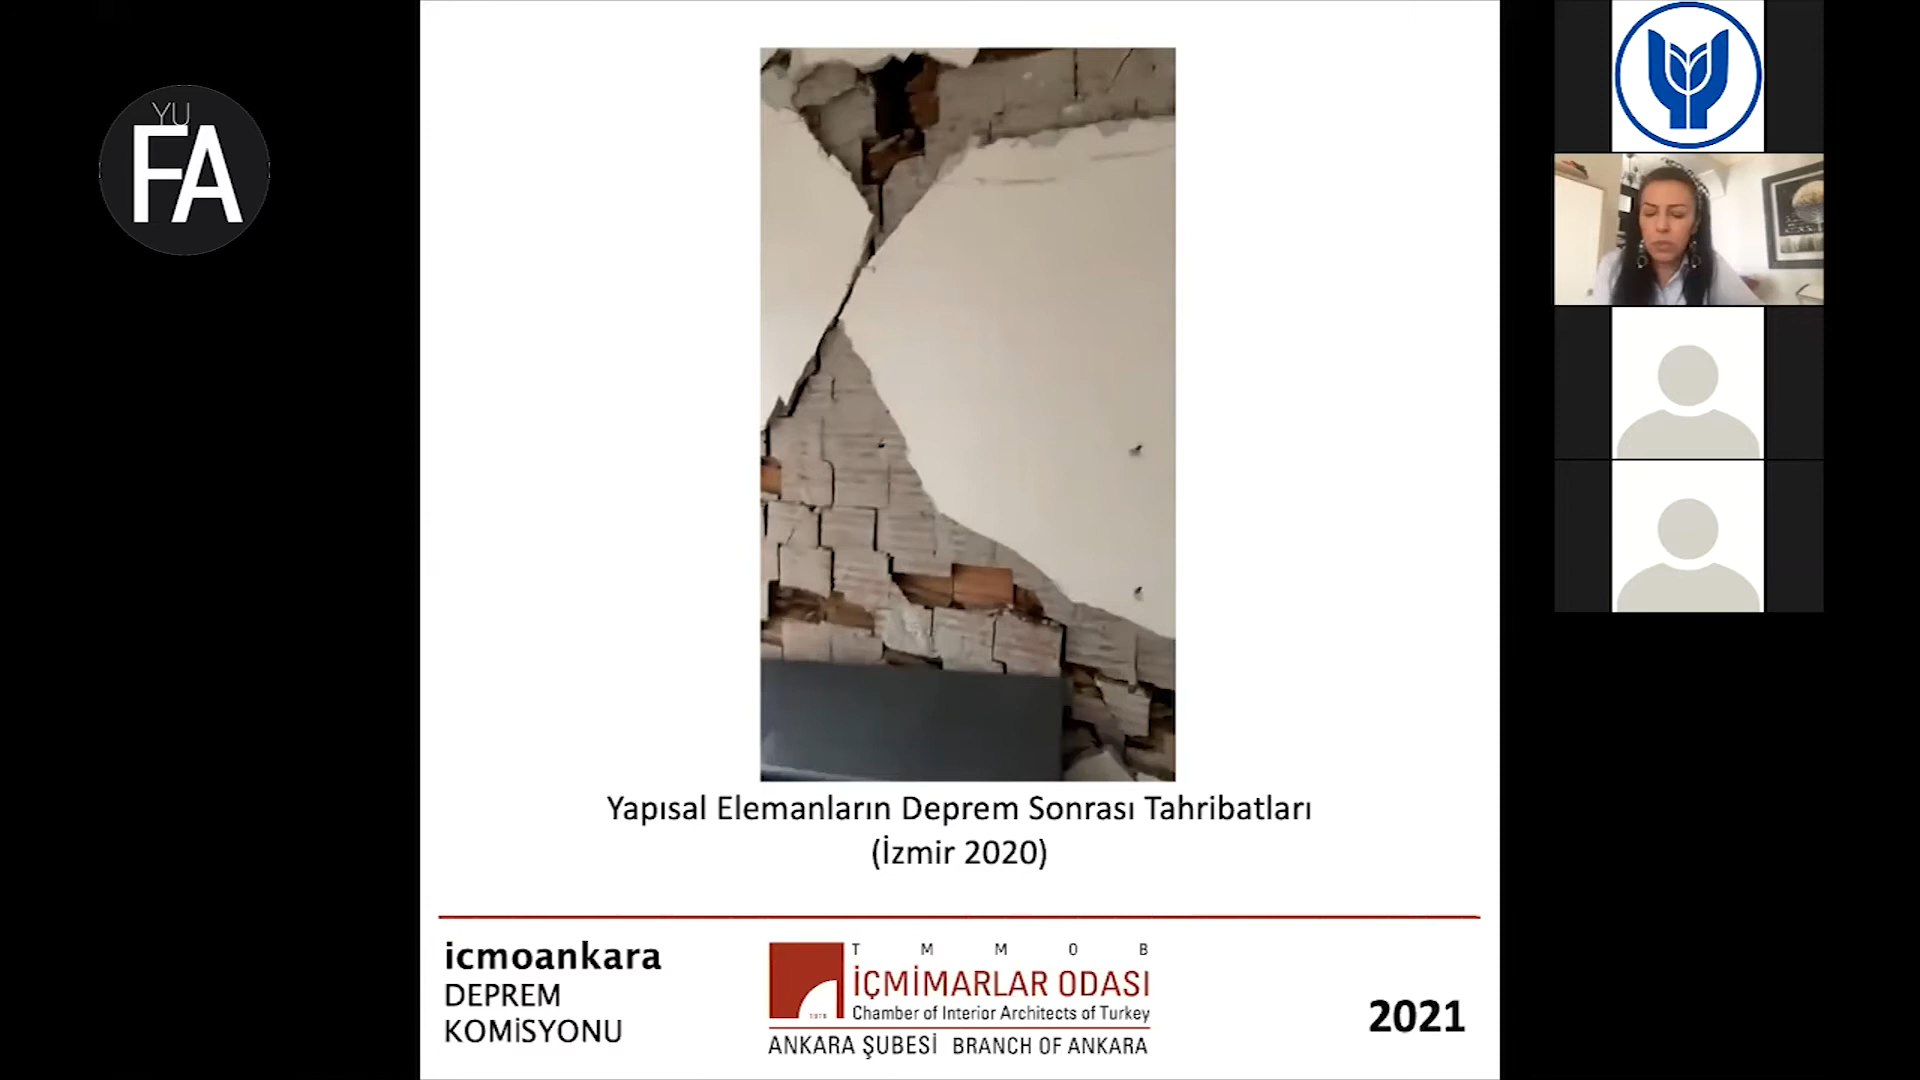 YU
FA
Yapısal Elemanların Deprem Sonrası Tahribatları
(İzmir 2020)
icmoankara
DEPREM
KOMİSYONU
T M M O B
İÇMİMARLAR ODASI
Chamber of Interior Architects of Turkey
1976
ANKARA ŞUBESİ BRANCH OF ANKARA
2021